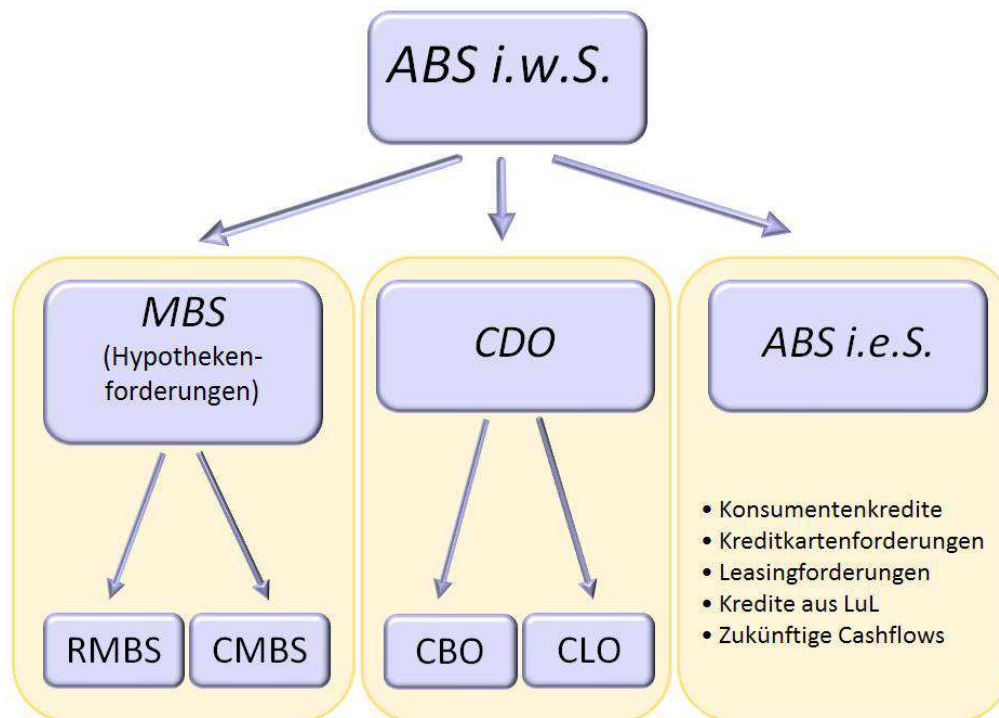 ABS i.w.S.
MBS
(Hypotheken-
forderungen)
CDO
ABS i.e.S.
• Konsumentenkredite
• Kreditkartenforderungen
• Leasingforderungen
• Kredite aus LuL
• Zukünftige Cashflows
RMBS
CMBS
CBO
CLO